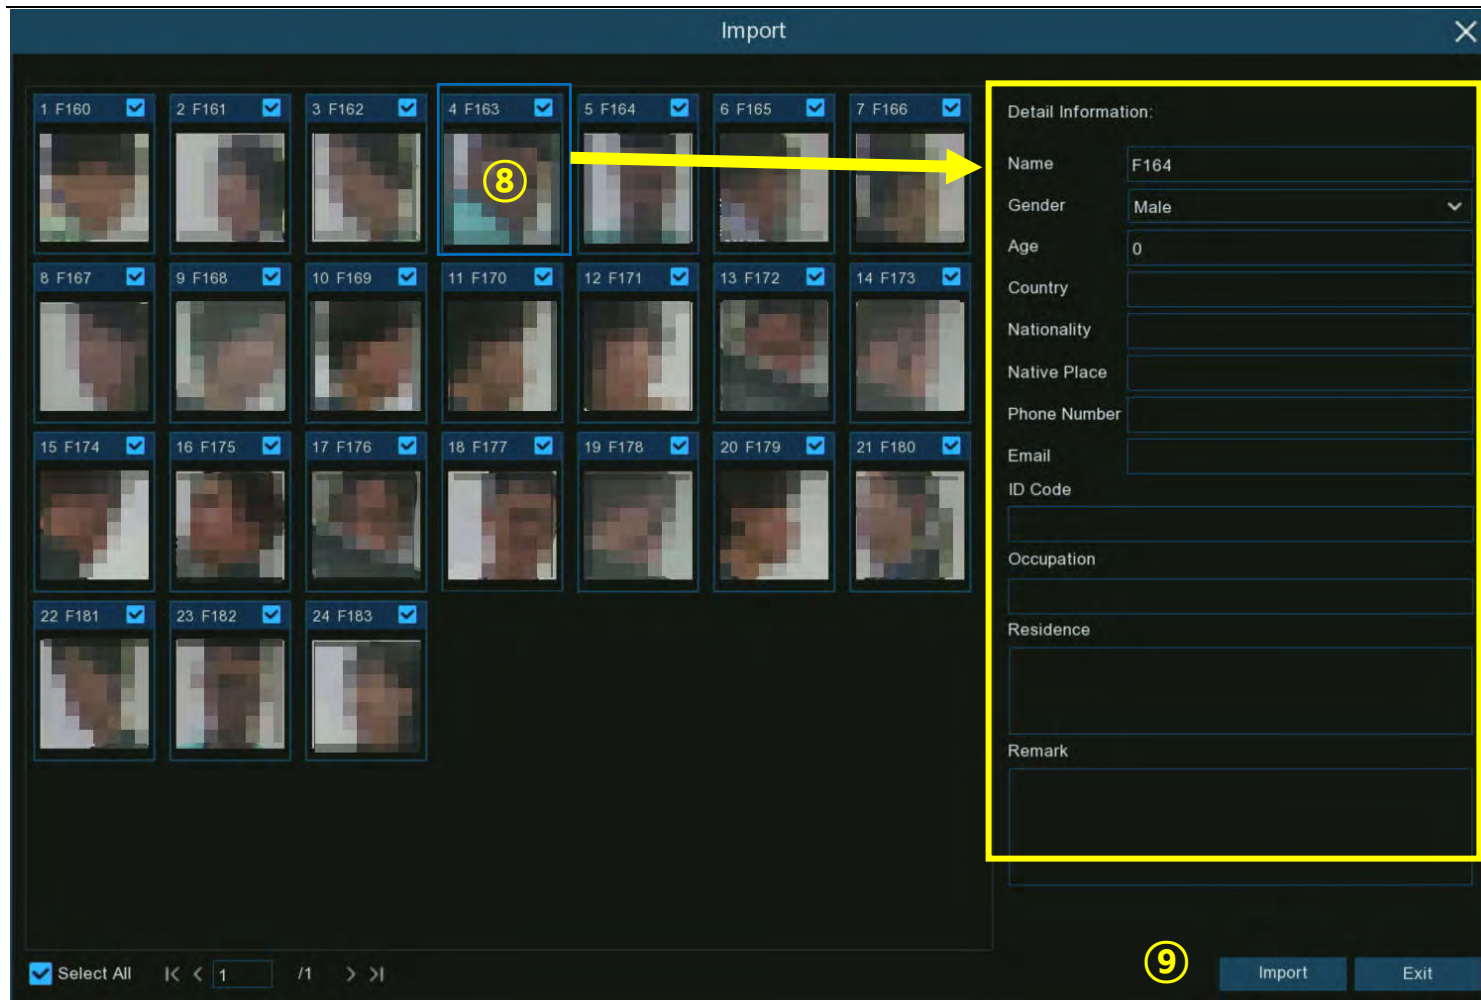 Import
1 F160
2 F161
3 F162
4 F163
5 F164
6 F165
7 F166
⑧
8 F167
9 F168
10 F169
11 F170
12 F171
13 F172
14 F173
15 F174
16 F175
17 F176
18 F177
19 F178
20 F179
21 F180
22 F181
23 F182
24 F183
Detail Information:
Name F164
Gender Male
Age 0
Country
Nationality
Native Place
Phone Number
Email
ID Code
Occupation
Residence
Remark
Select All |< < 1 /1 > >|
⑨
Import Exit